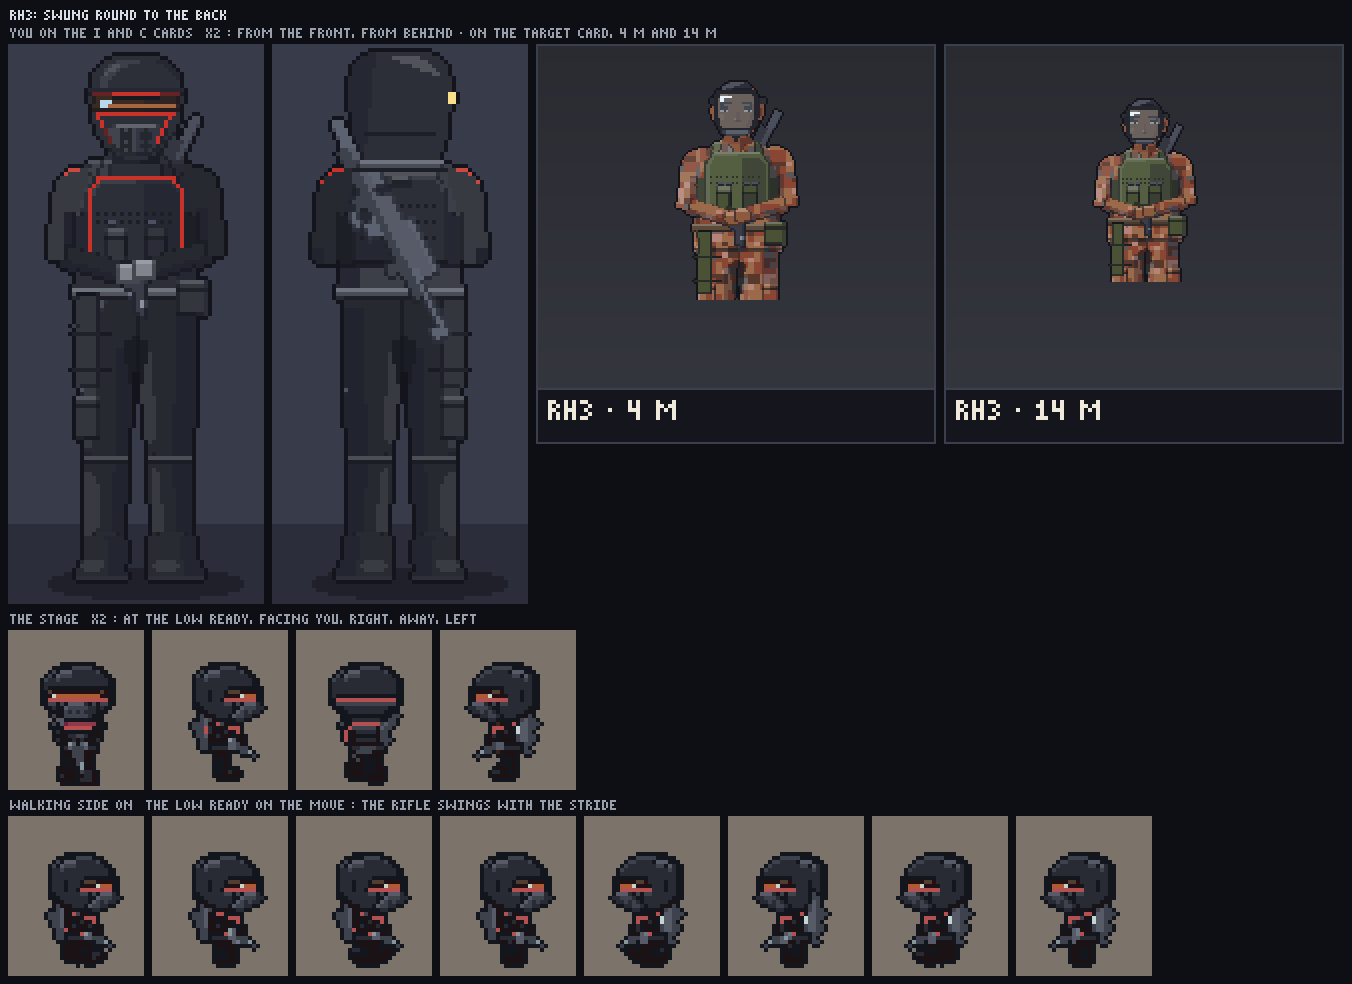 RH3: SWUNG ROUND TO THE BACK
YOU ON THE I AND C CARDS X2 : FROM THE FRONT, FROM BEHIND · ON THE TARGET CARD, 4 M AND 14 M
RH3 · 4 M
RH3 · 14 M
THE STAGE X2 : AT THE LOW READY, FACING YOU, RIGHT, AWAY, LEFT
WALKING SIDE ON THE LOW READY ON THE MOVE : THE RIFLE SWINGS WITH THE STRIDE